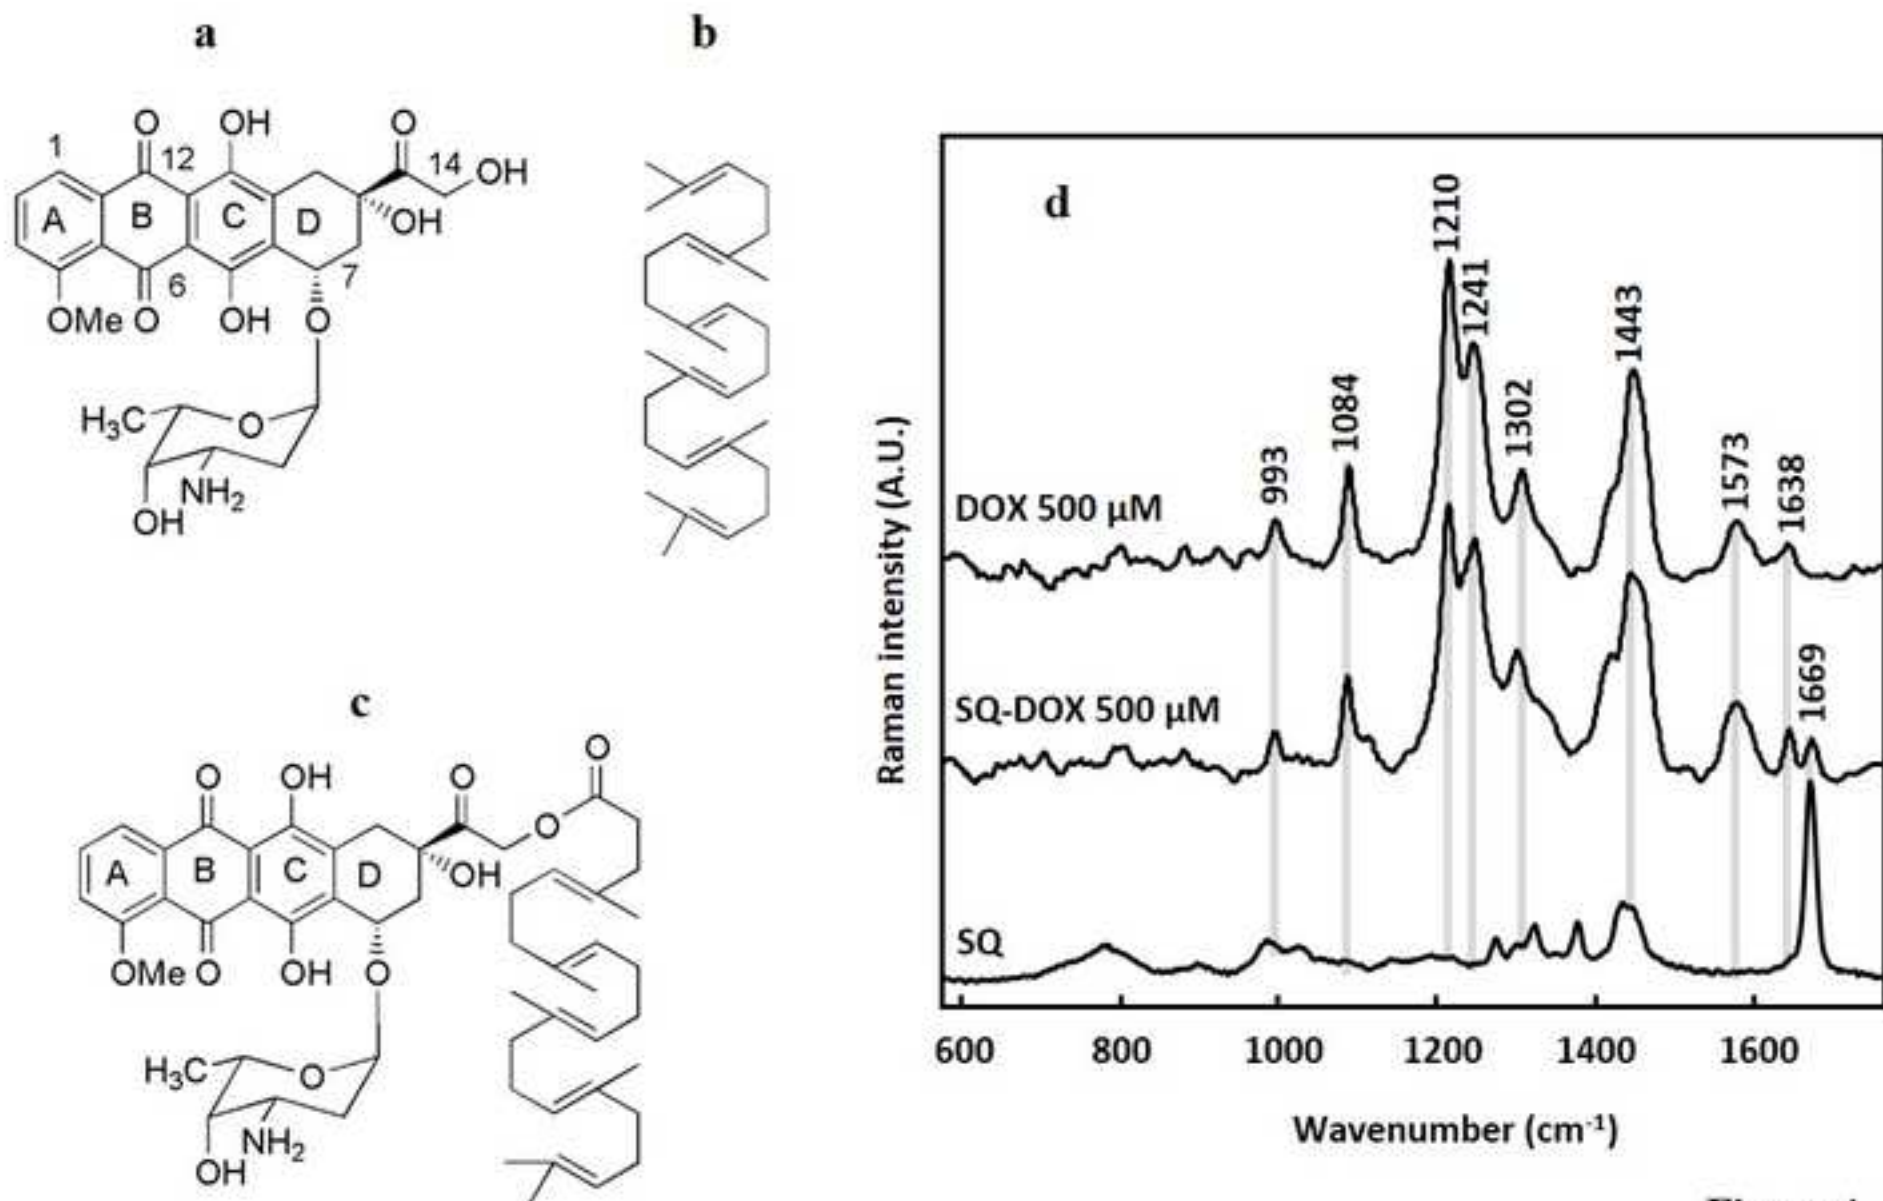 a
b
O
OH
O
1
12
14
OH
A
B
C
D
OH
6
7
OMe
O
OH
O
H3C
O
NH2
OH
c
O
OH
O
O
O
A
B
C
D
OH
OMe
O
OH
O
H3C
O
NH2
OH
d
Raman intensity (A.U.)
993
1084
1210
1241
1302
1443
1573
1638
1669
DOX 500 µM
SQ-DOX 500 µM
SQ
600 800 1000 1200 1400 1600
Wavenumber (cm-1)